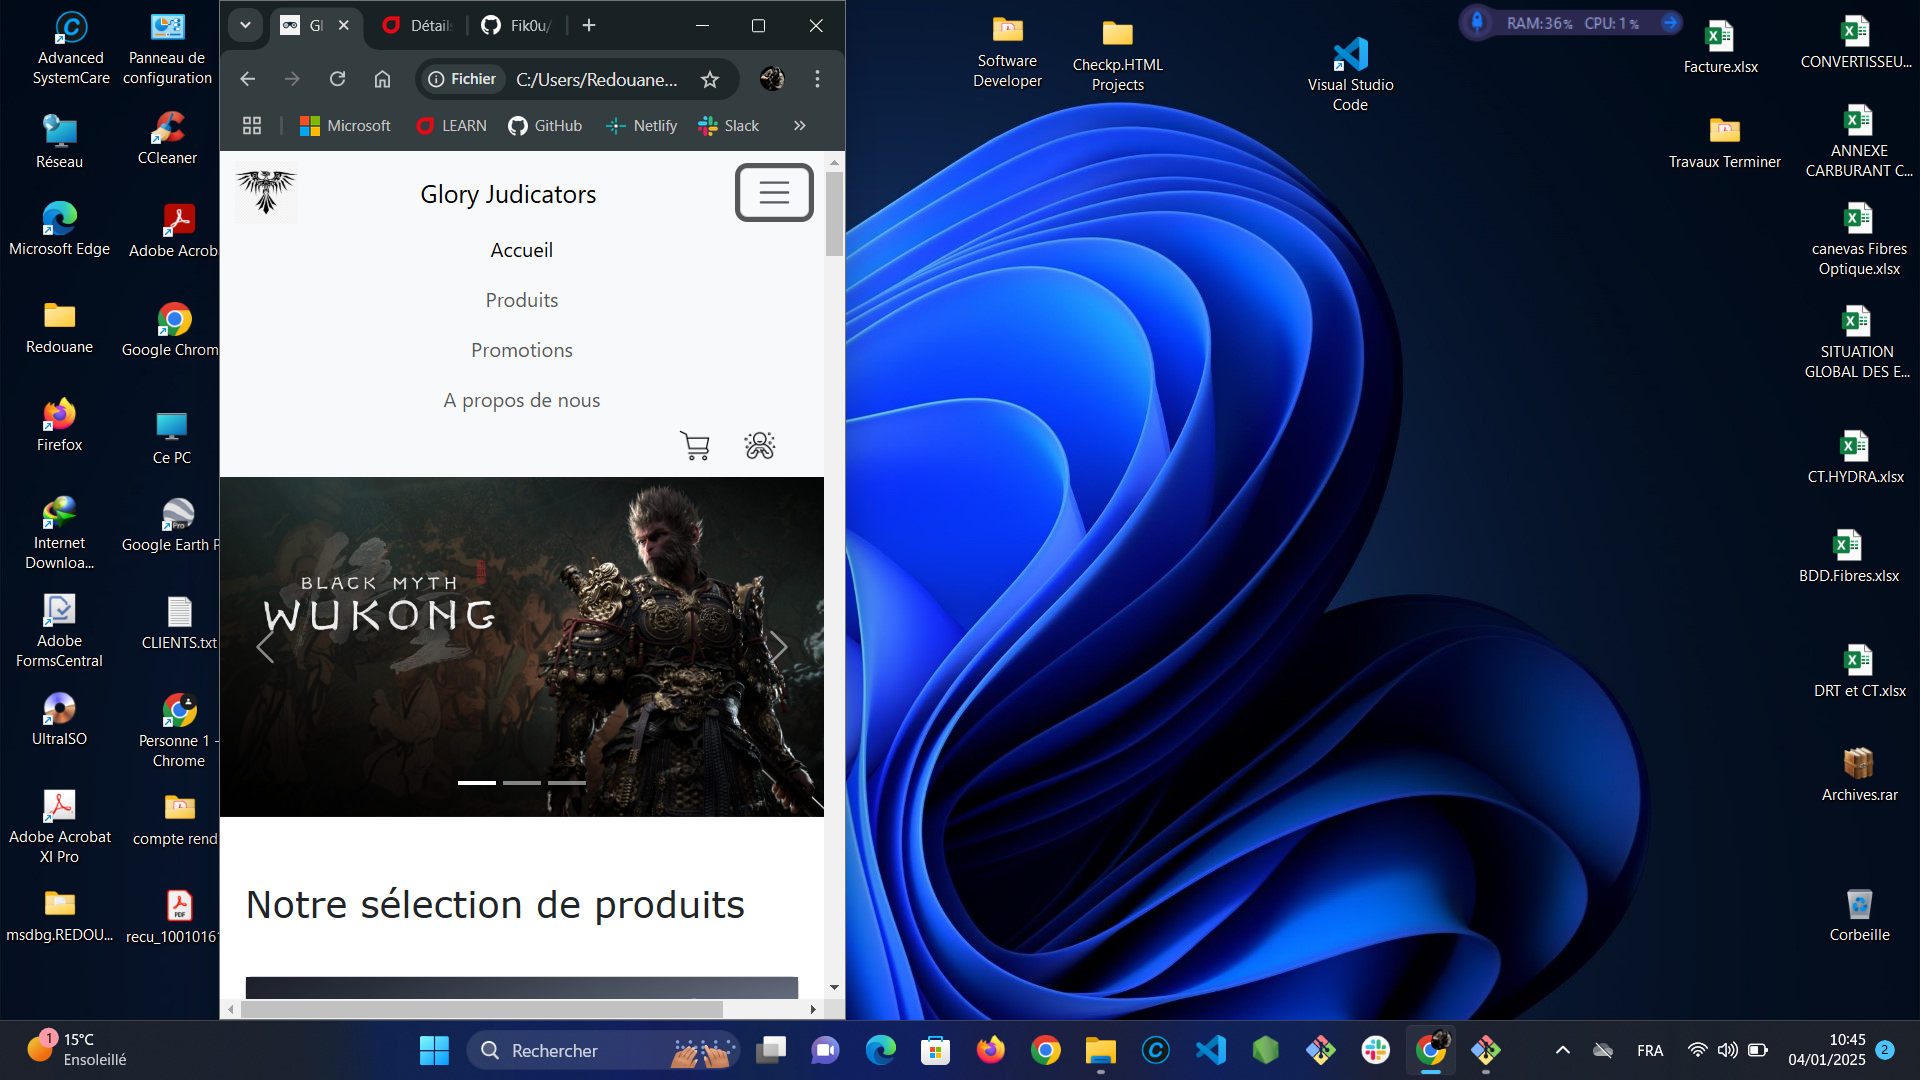 Advanced
SystemCare
Panneau de
configuration
Réseau
CCleaner
Microsoft Edge
Adobe Acrob
Redouane
Google Chrom
Firefox
Ce PC
Internet
Downloa...
Google Earth P
Adobe
FormsCentral
CLIENTS.txt
UltraISO
Personne 1 -
Chrome
Adobe Acrobat
XI Pro
compte rend
msdbg.REDOU...
recu_1001016
Gl
Détails
Fik0u/
Fichier
C:/Users/Redouane...
Microsoft
LEARN
GitHub
Netlify
Slack
Glory Judicators
Accueil
Produits
Promotions
A propos de nous
BLACK MYTH
WUKONG
Notre sélection de produits
Software
Developer
Checkp.HTML
Projects
Visual Studio
Code
RAM:36% CPU:1%
Facture.xlsx
CONVERTISSEU...
Travaux Terminer
ANNEXE
CARBURANT C...
canevas Fibres
Optique.xlsx
SITUATION
GLOBAL DES E...
CT.HYDRA.xlsx
BDD.Fibres.xlsx
DRT et CT.xlsx
Archives.rar
Corbeille
1
15°C
Ensoleillé
Rechercher
FRA
10:45
04/01/2025
2